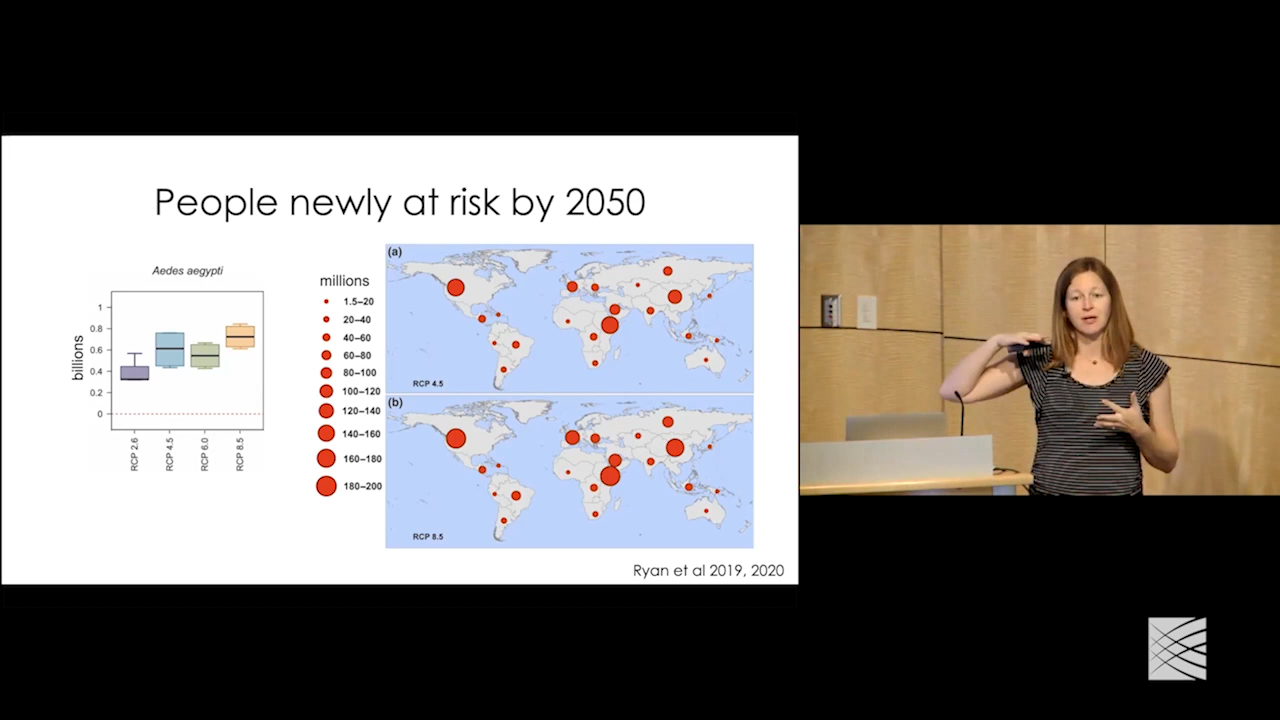 People newly at risk by 2050
Aedes aegypti
billions
1
0.8
0.6
0.4
0.2
0
RCP 2.6
RCP 4.5
RCP 6.0
RCP 8.5
millions
1.5–20
20–40
40–60
60–80
80–100
100–120
120–140
140–160
160–180
180–200
(a)
RCP 4.5
(b)
RCP 8.5
Ryan et al 2019, 2020